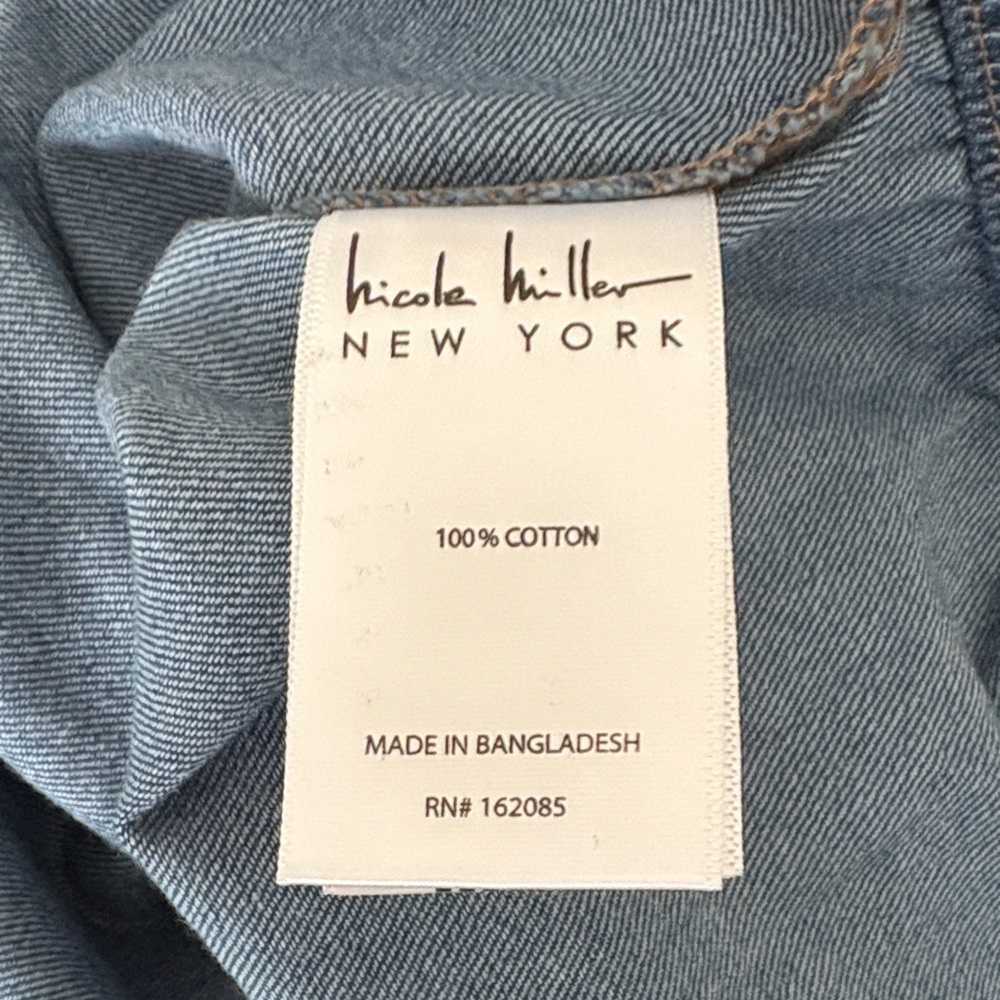 nicole miller
NEW YORK
100% COTTON
MADE IN BANGLADESH
RN# 162085